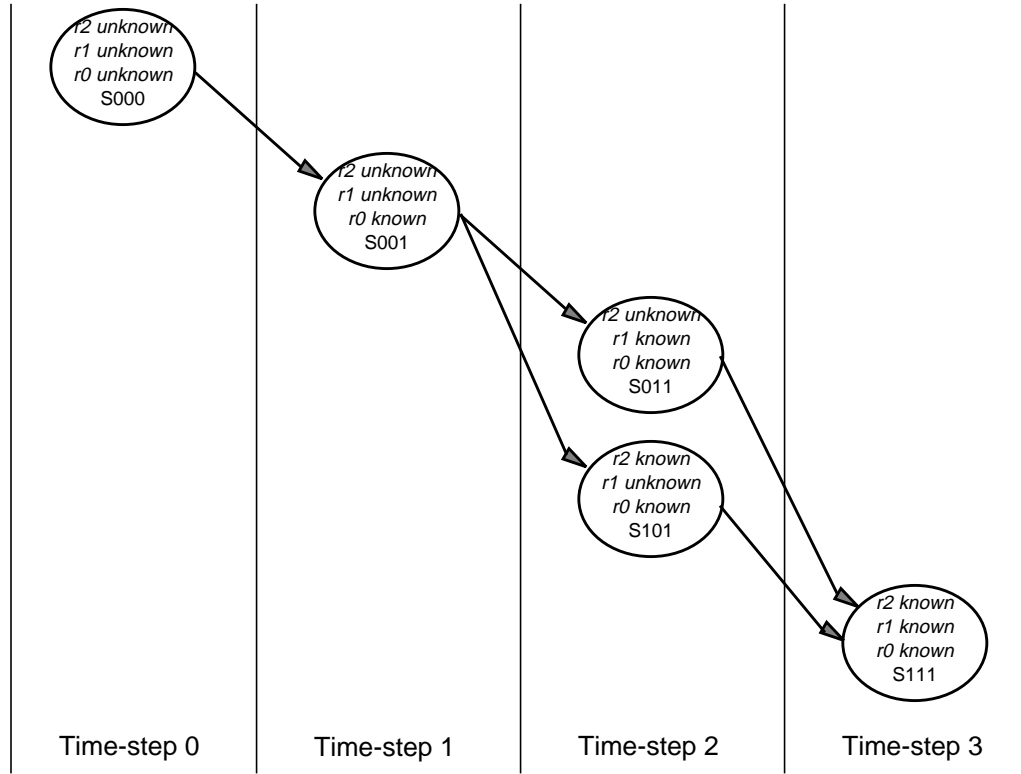 r2 unknown
r1 unknown
r0 unknown
S000
r2 unknown
r1 unknown
r0 known
S001
r2 unknown
r1 known
r0 known
S011
r2 known
r1 unknown
r0 known
S101
r2 known
r1 known
r0 known
S111
Time-step 0
Time-step 1
Time-step 2
Time-step 3